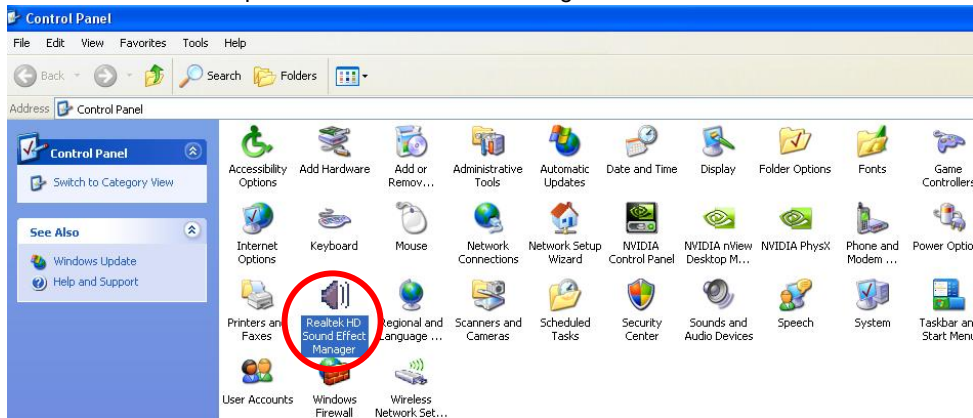 Control Panel
File Edit View Favorites Tools Help
Back Search Folders
Address Control Panel
Control Panel
Switch to Category View
See Also
Windows Update
Help and Support
Accessibility Options
Add Hardware
Add or Remov...
Administrative Tools
Automatic Updates
Date and Time
Display
Folder Options
Fonts
Game Controllers
Internet Options
Keyboard
Mouse
Network Connections
Network Setup Wizard
NVIDIA Control Panel
NVIDIA nView Desktop M...
NVIDIA PhysX
Phone and Modem ...
Power Optio
Printers and Faxes
Realtek HD Sound Effect Manager
Regional and Language ...
Scanners and Cameras
Scheduled Tasks
Security Center
Sounds and Audio Devices
Speech
System
Taskbar an
Start Menu
User Accounts
Windows Firewall
Wireless Network Set...